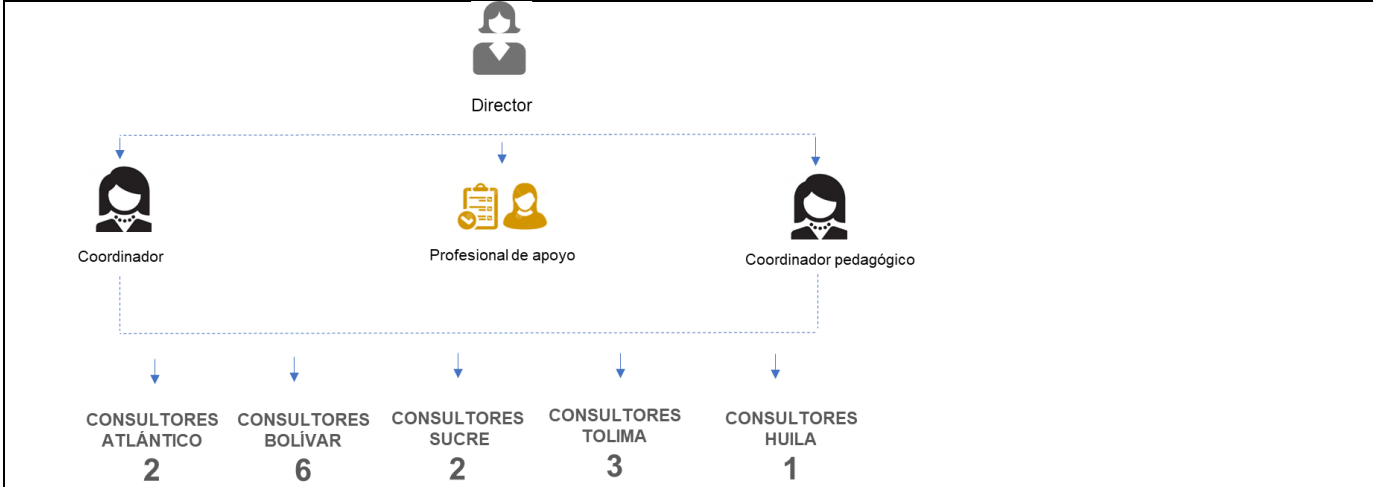 Director
Coordinador
Profesional de apoyo
Coordinador pedagógico
CONSULTORES
ATLÁNTICO
2
CONSULTORES
BOLÍVAR
6
CONSULTORES
SUCRE
2
CONSULTORES
TOLIMA
3
CONSULTORES
HUILA
1